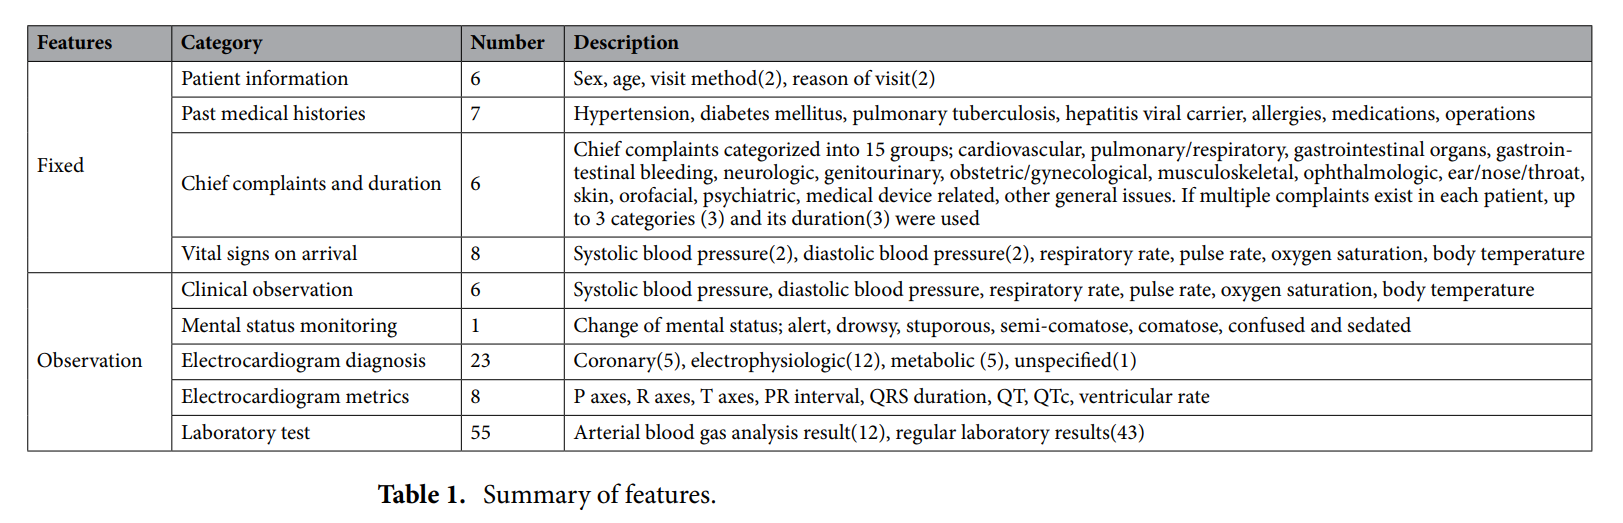 Features Category Number Description
Patient information 6 Sex, age, visit method(2), reason of visit(2)
Past medical histories 7 Hypertension, diabetes mellitus, pulmonary tuberculosis, hepatitis viral carrier, allergies, medications, operations
Fixed
Chief complaints and duration 6 Chief complaints categorized into 15 groups; cardiovascular, pulmonary/respiratory, gastrointestinal organs, gastroin-
testinal bleeding, neurologic, genitourinary, obstetric/gynecological, musculoskeletal, ophthalmologic, ear/nose/throat,
skin, orofacial, psychiatric, medical device related, other general issues. If multiple complaints exist in each patient, up
to 3 categories (3) and its duration(3) were used
Vital signs on arrival 8 Systolic blood pressure(2), diastolic blood pressure(2), respiratory rate, pulse rate, oxygen saturation, body temperature
Clinical observation 6 Systolic blood pressure, diastolic blood pressure, respiratory rate, pulse rate, oxygen saturation, body temperature
Mental status monitoring 1 Change of mental status; alert, drowsy, stuporous, semi-comatose, comatose, confused and sedated
Observation Electrocardiogram diagnosis 23 Coronary(5), electrophysiologic(12), metabolic (5), unspecified(1)
Electrocardiogram metrics 8 P axes, R axes, T axes, PR interval, QRS duration, QT, QTc, ventricular rate
Laboratory test 55 Arterial blood gas analysis result(12), regular laboratory results(43)
Table 1. Summary of features.